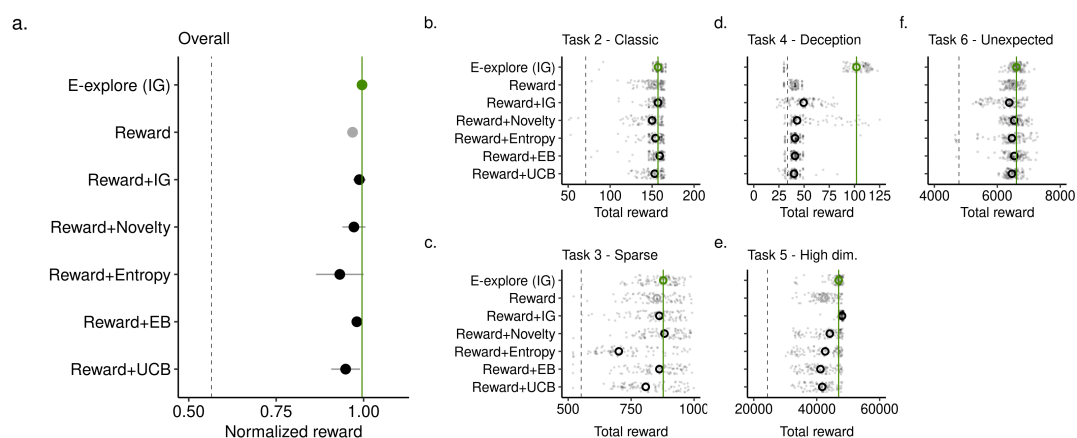 a.
Overall
E-explore (IG)
Reward
Reward+IG
Reward+Novelty
Reward+Entropy
Reward+EB
Reward+UCB
0.50 0.75 1.00
Normalized reward
b.
Task 2 - Classic
E-explore (IG)
Reward
Reward+IG
Reward+Novelty
Reward+Entropy
Reward+EB
Reward+UCB
50 100 150 200
Total reward
c.
Task 3 - Sparse
E-explore (IG)
Reward
Reward+IG
Reward+Novelty
Reward+Entropy
Reward+EB
Reward+UCB
500 750 1000
Total reward
d.
Task 4 - Deception
0 25 50 75 100 125
Total reward
e.
Task 5 - High dim.
20000 40000 60000
Total reward
f.
Task 6 - Unexpected
4000 6000 8000
Total reward